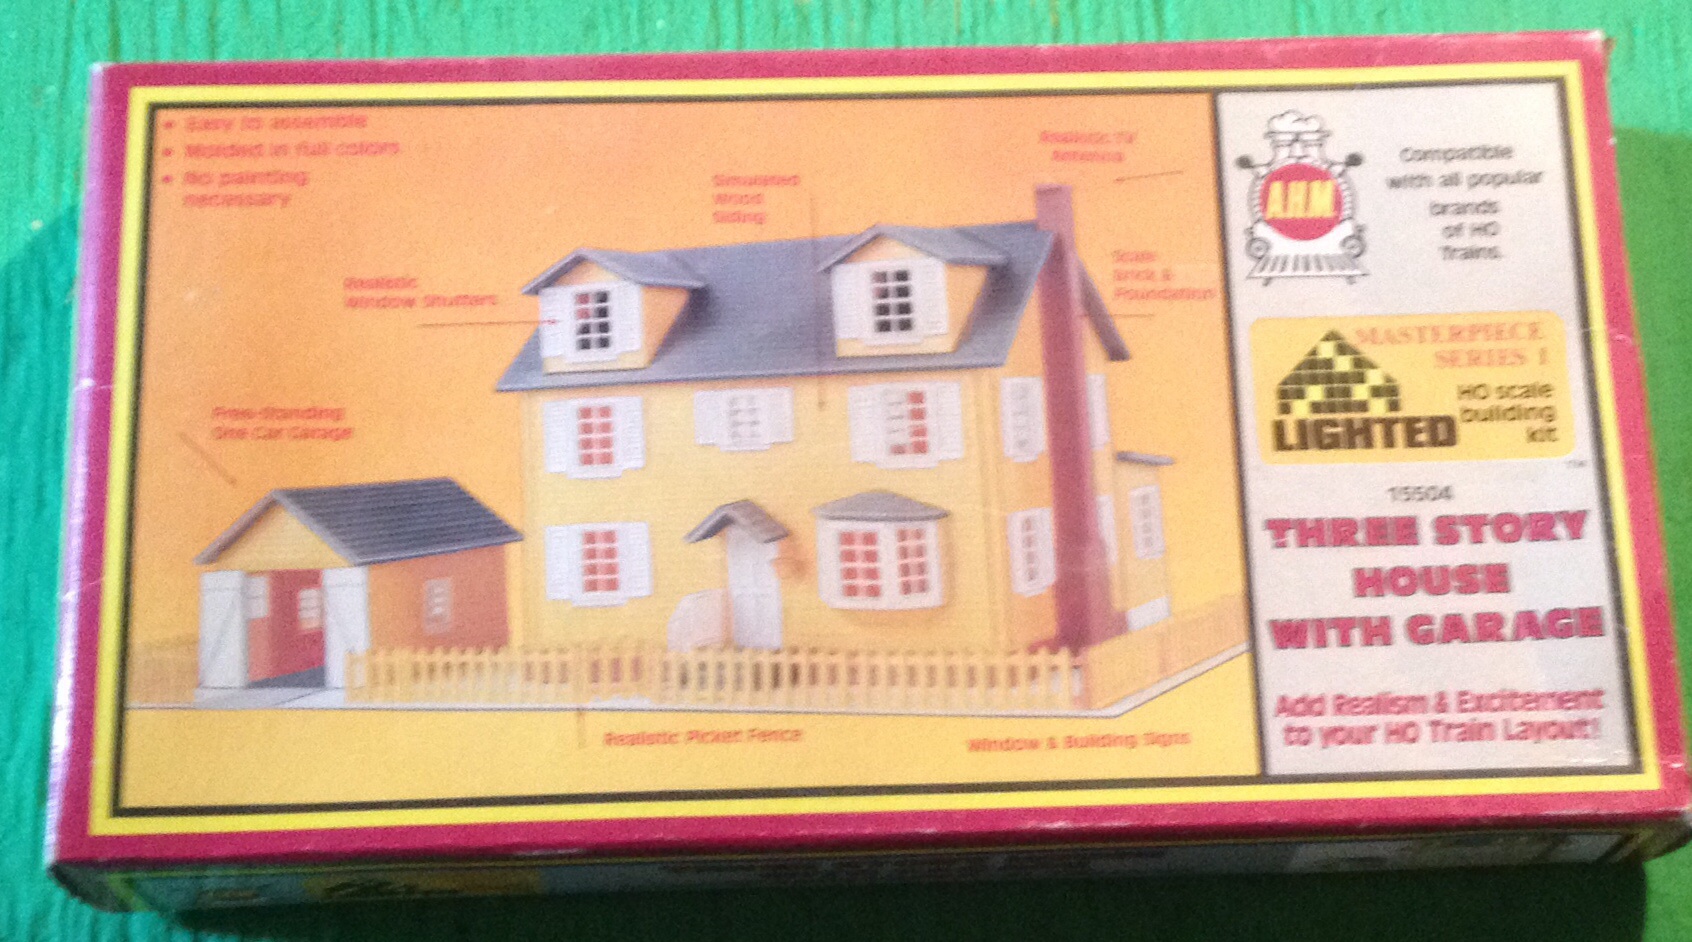 • Easy to assemble
• Molded in full colors
• No painting
necessary
Realistic TV
Antenna
Simulated
Wood
Siding
Realistic
Window Shutters
Scale
Brick &
Foundation
Free-Standing
One Car Garage
Realistic Picket Fence
Window & Building Signs
AHM
Compatible
with all popular
brands
of HO
Trains.
MASTERPIECE
SERIES I
HO scale
building
kit
LIGHTED
TM
15504
THREE STORY
HOUSE
WITH GARAGE
Add Realism & Excitement
to your HO Train Layout!